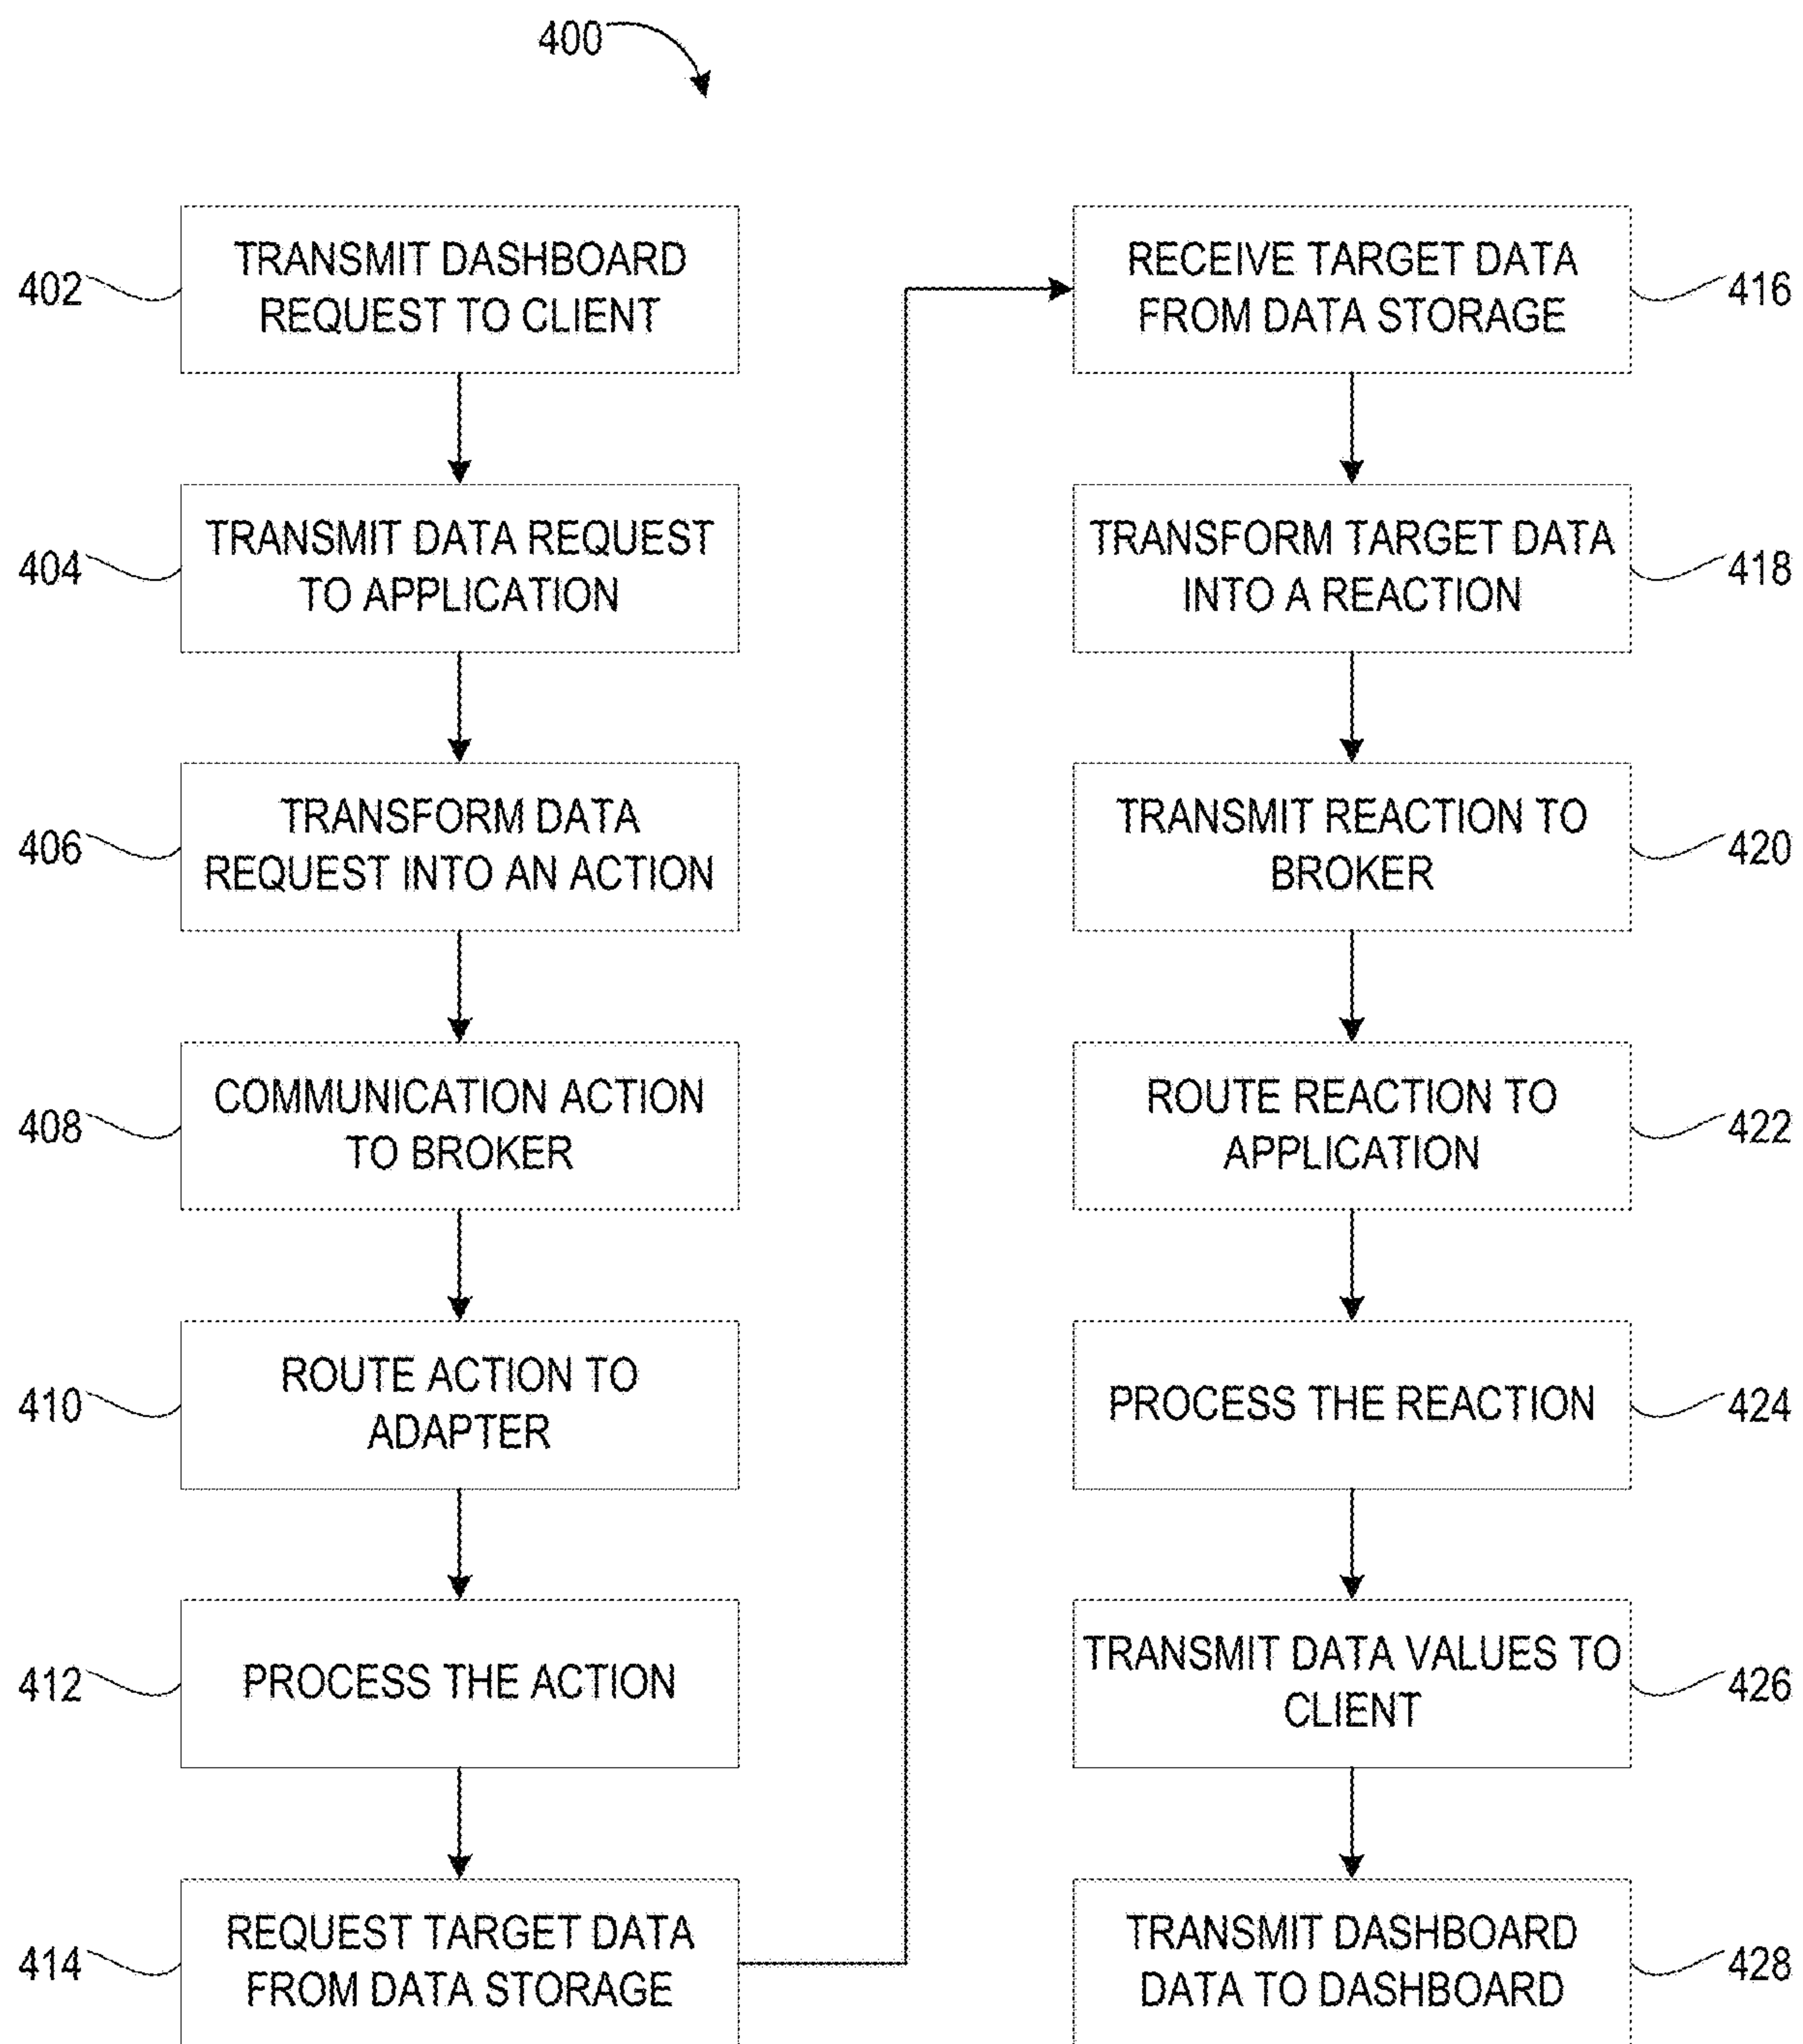 400
402
TRANSMIT DASHBOARD
REQUEST TO CLIENT
404
TRANSMIT DATA REQUEST
TO APPLICATION
406
TRANSFORM DATA
REQUEST INTO AN ACTION
408
COMMUNICATION ACTION
TO BROKER
410
ROUTE ACTION TO
ADAPTER
412
PROCESS THE ACTION
414
REQUEST TARGET DATA
FROM DATA STORAGE
RECEIVE TARGET DATA
FROM DATA STORAGE
416
TRANSFORM TARGET DATA
INTO A REACTION
418
TRANSMIT REACTION TO
BROKER
420
ROUTE REACTION TO
APPLICATION
422
PROCESS THE REACTION
424
TRANSMIT DATA VALUES TO
CLIENT
426
TRANSMIT DASHBOARD
DATA TO DASHBOARD
428